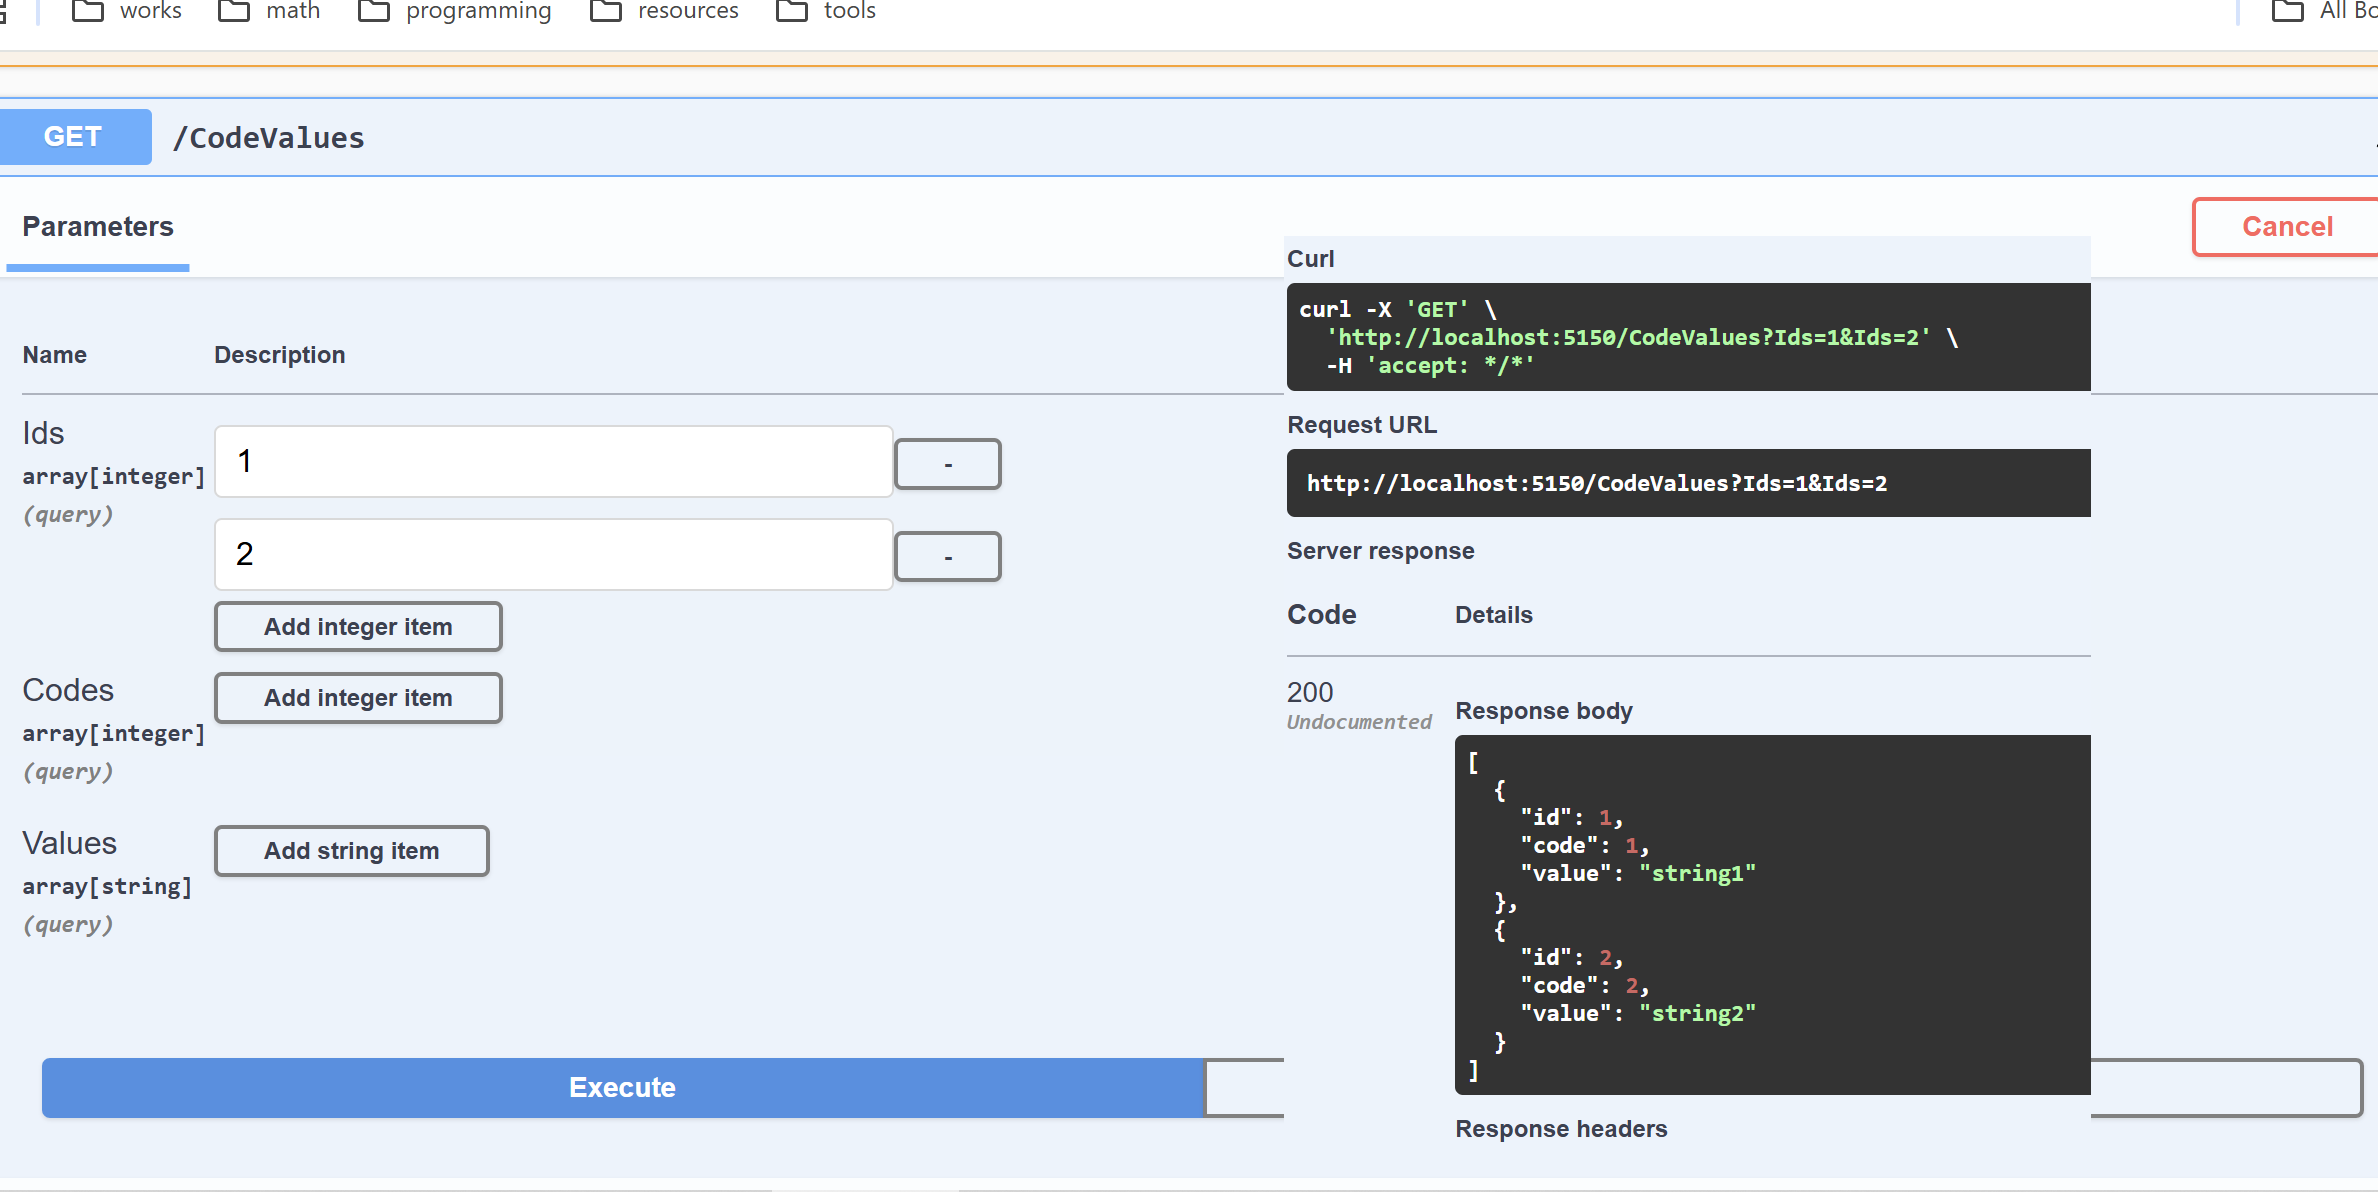 works math programming resources tools
GET /CodeValues
Parameters
Cancel
Name Description
Ids
array[integer]
(query)
1
-
2
-
Add integer item
Codes
array[integer]
(query)
Add integer item
Values
array[string]
(query)
Add string item
Execute
Curl
curl -X 'GET' \
'http://localhost:5150/CodeValues?Ids=1&Ids=2' \
-H 'accept: */*'
Request URL
http://localhost:5150/CodeValues?Ids=1&Ids=2
Server response
Code Details
200
Undocumented
Response body
[
{
"id": 1,
"code": 1,
"value": "string1"
},
{
"id": 2,
"code": 2,
"value": "string2"
}
]
Response headers